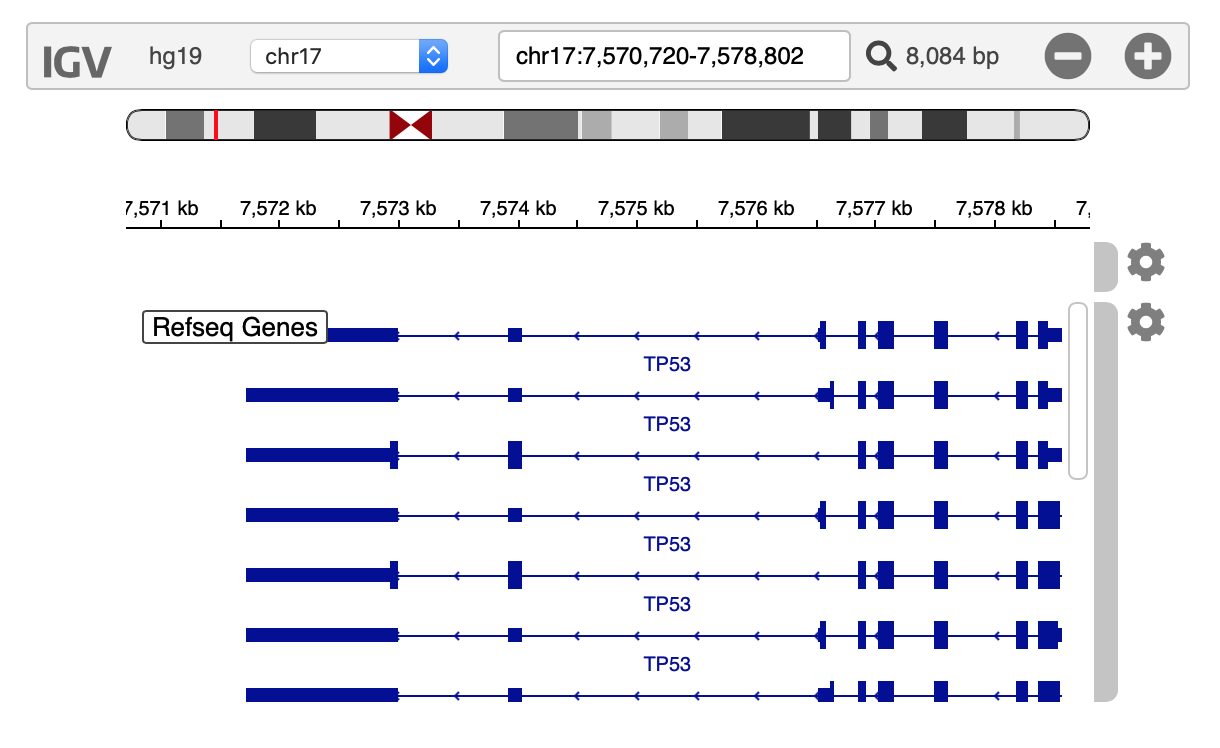 IGV hg19 chr17 chr17:7,570,720-7,578,802 8,084 bp
7,571 kb 7,572 kb 7,573 kb 7,574 kb 7,575 kb 7,576 kb 7,577 kb 7,578 kb 7,
Refseq Genes
TP53
TP53
TP53
TP53
TP53
TP53